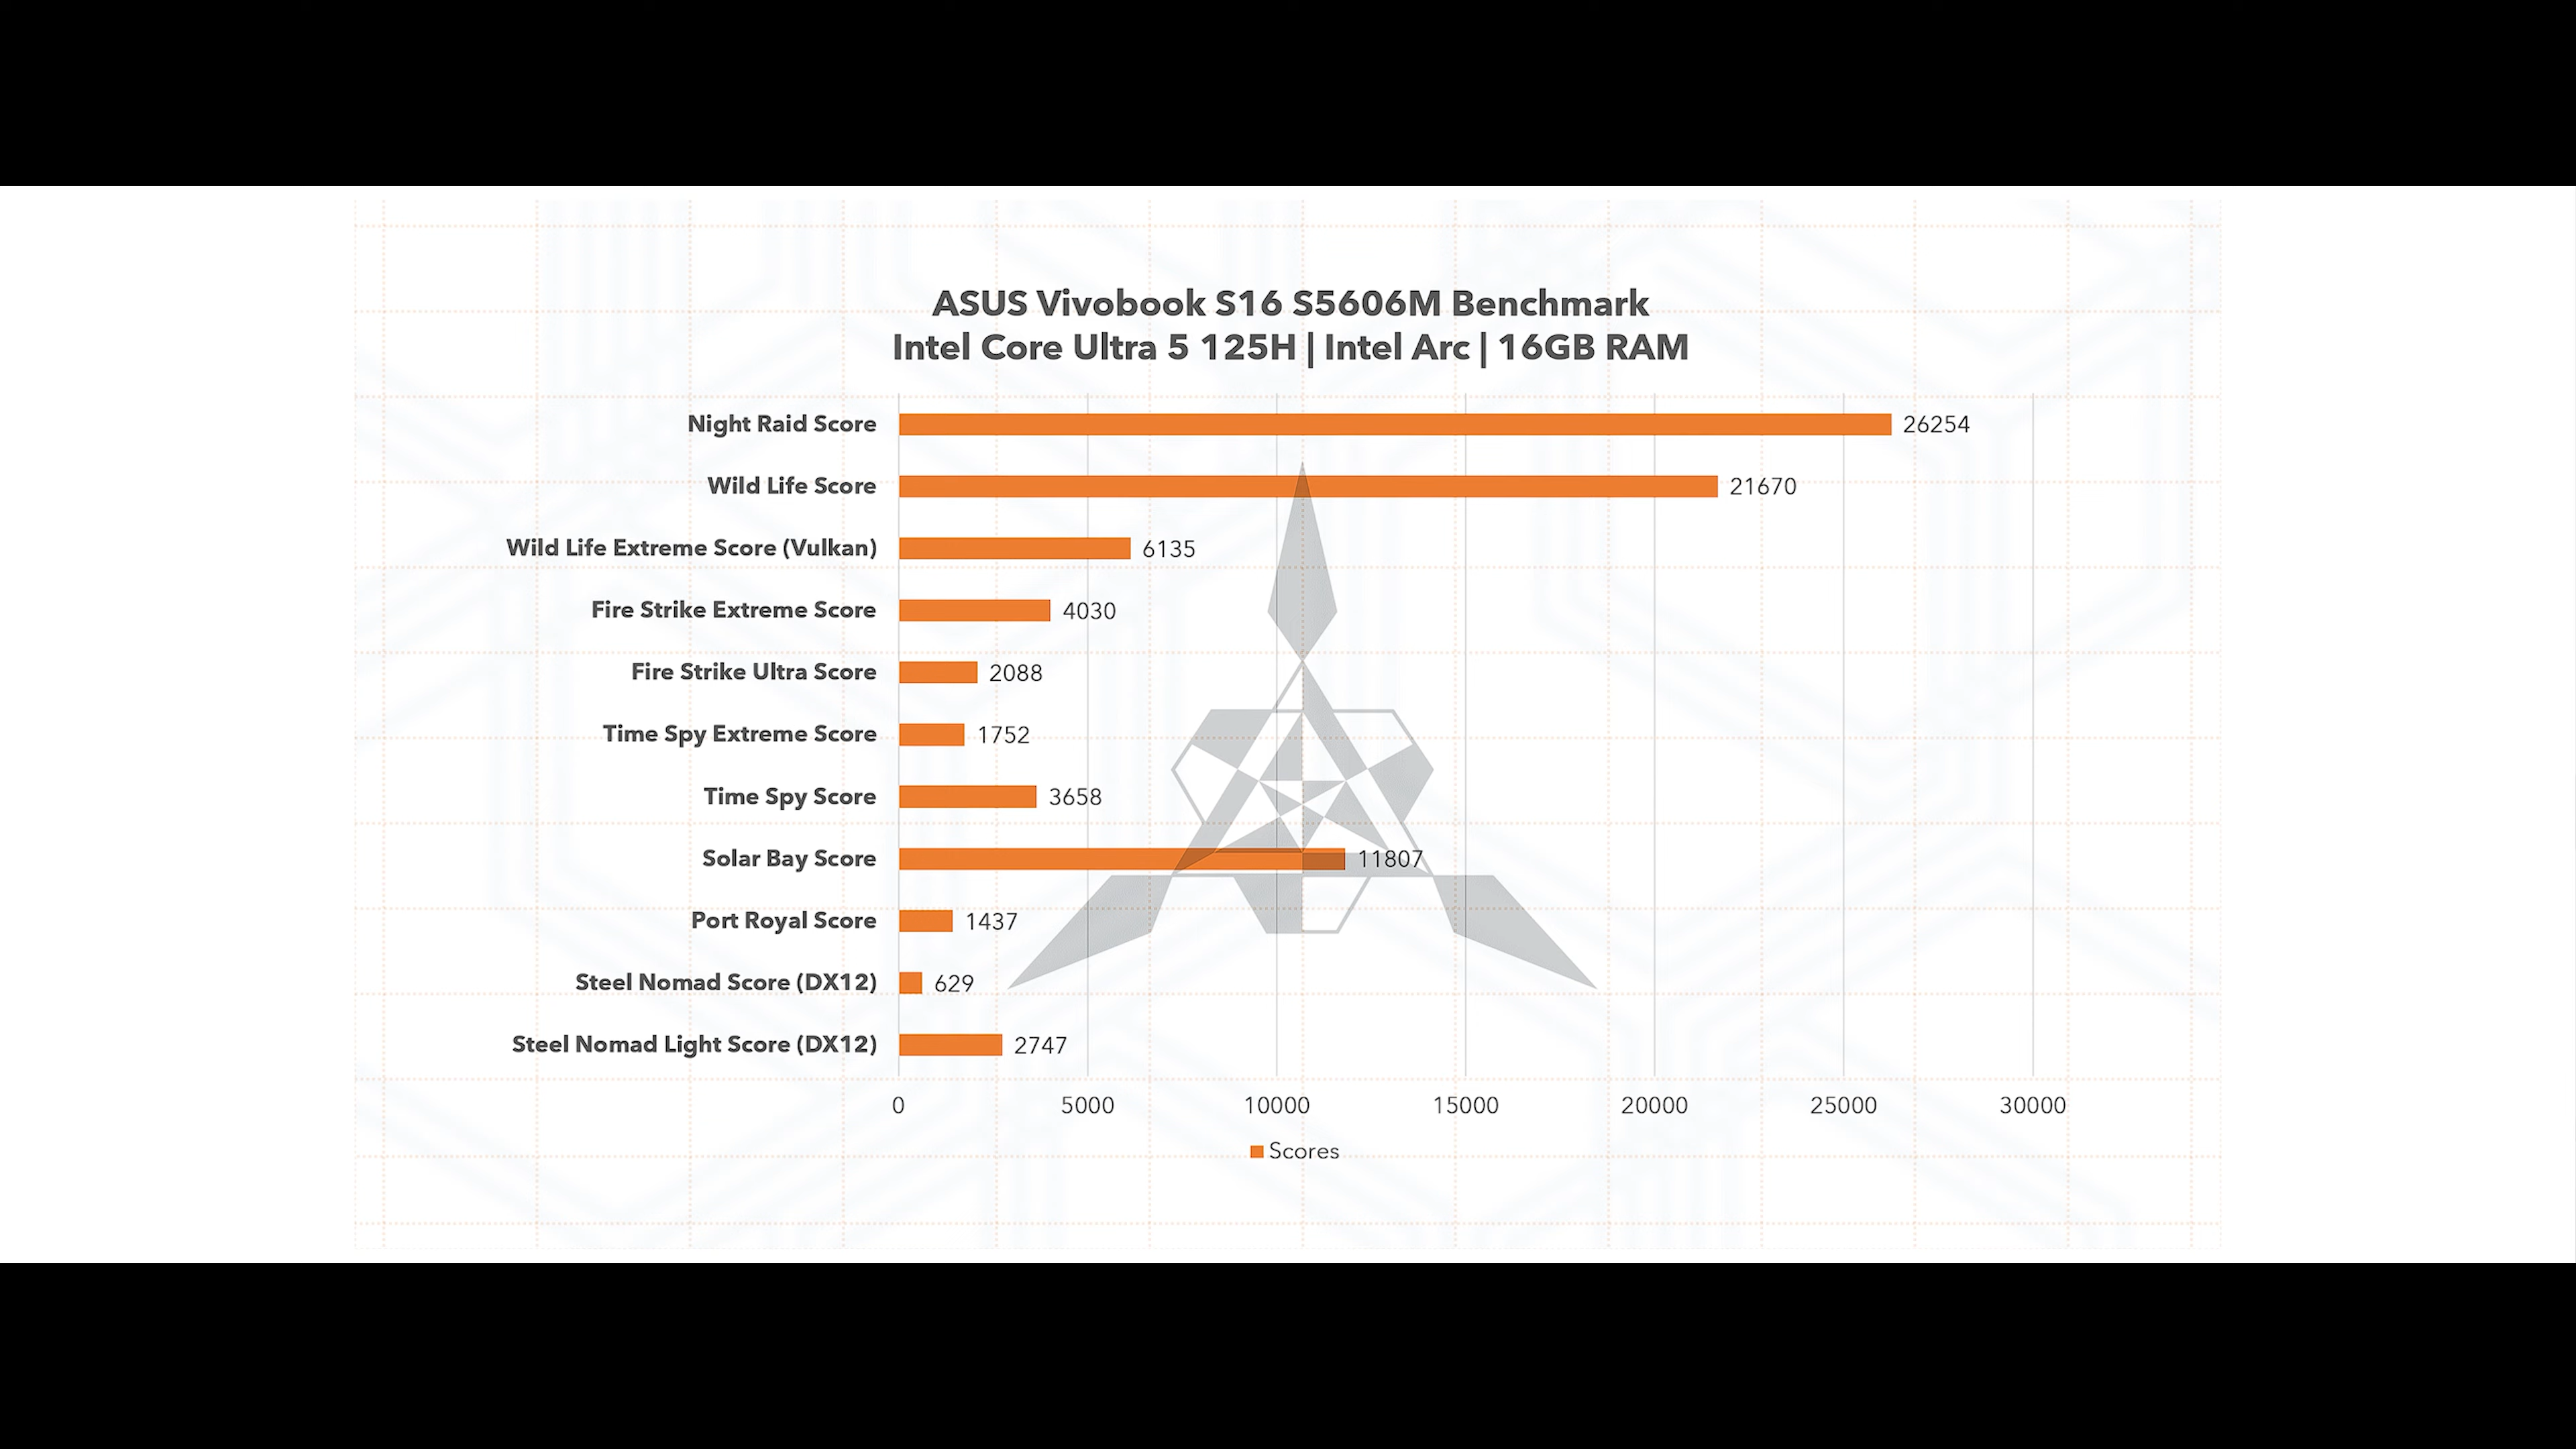 ASUS Vivobook S16 S5606M Benchmark
Intel Core Ultra 5 125H | Intel Arc | 16GB RAM
Night Raid Score 26254
Wild Life Score 21670
Wild Life Extreme Score (Vulkan) 6135
Fire Strike Extreme Score 4030
Fire Strike Ultra Score 2088
Time Spy Extreme Score 1752
Time Spy Score 3658
Solar Bay Score 11807
Port Royal Score 1437
Steel Nomad Score (DX12) 629
Steel Nomad Light Score (DX12) 2747
0 5000 10000 15000 20000 25000 30000
Scores